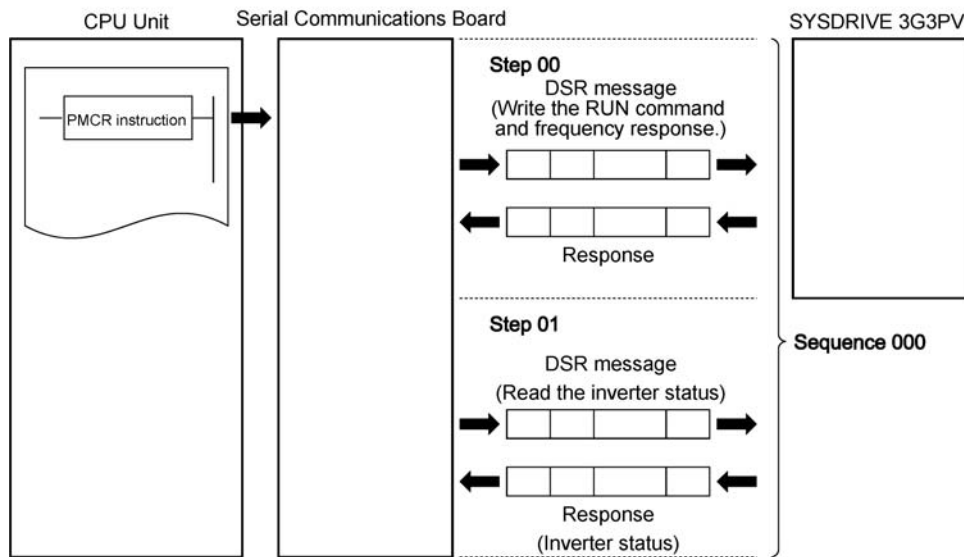 CPU Unit
Serial Communications Board
SYSDRIVE 3G3PV
PMCR instruction
Step 00
DSR message
(Write the RUN command
and frequency response.)
Response
Step 01
DSR message
(Read the inverter status)
Response
(Inverter status)
Sequence 000